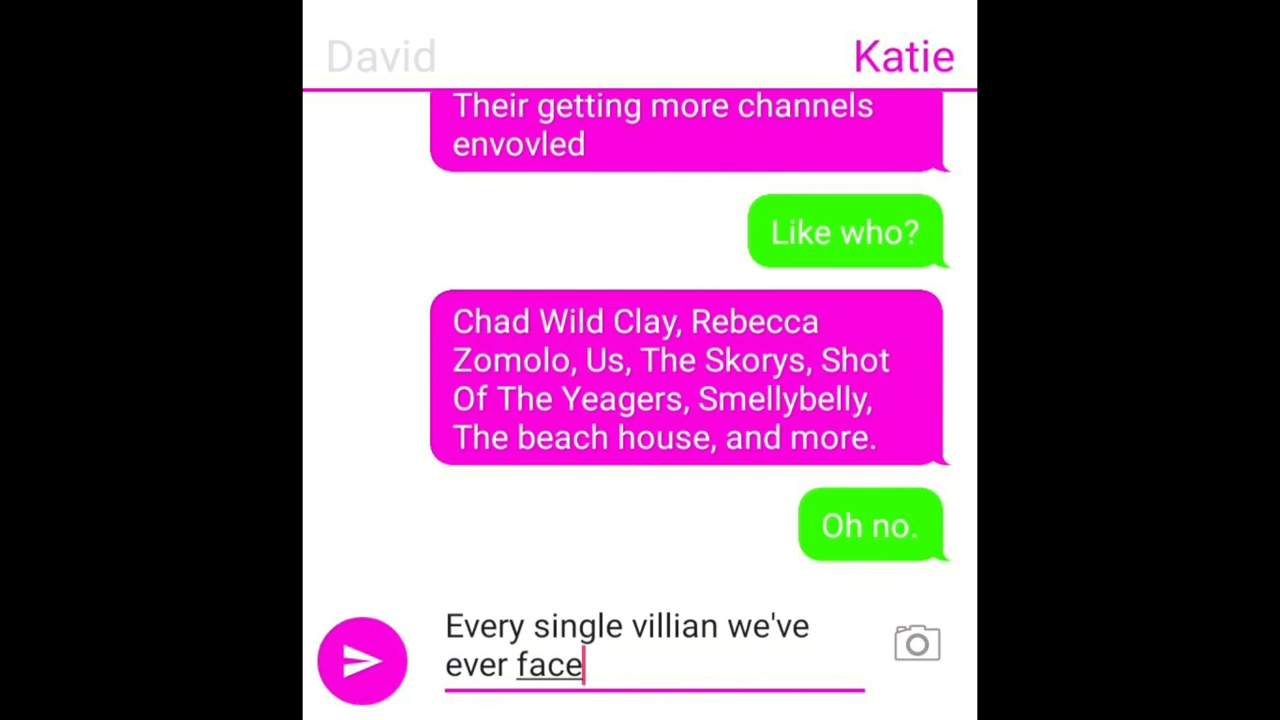 David
Katie
Their getting more channels
envovled
Like who?
Chad Wild Clay, Rebecca
Zomolo, Us, The Skorys, Shot
Of The Yeagers, Smellybelly,
The beach house, and more.
Oh no.
Every single villian we've
ever face